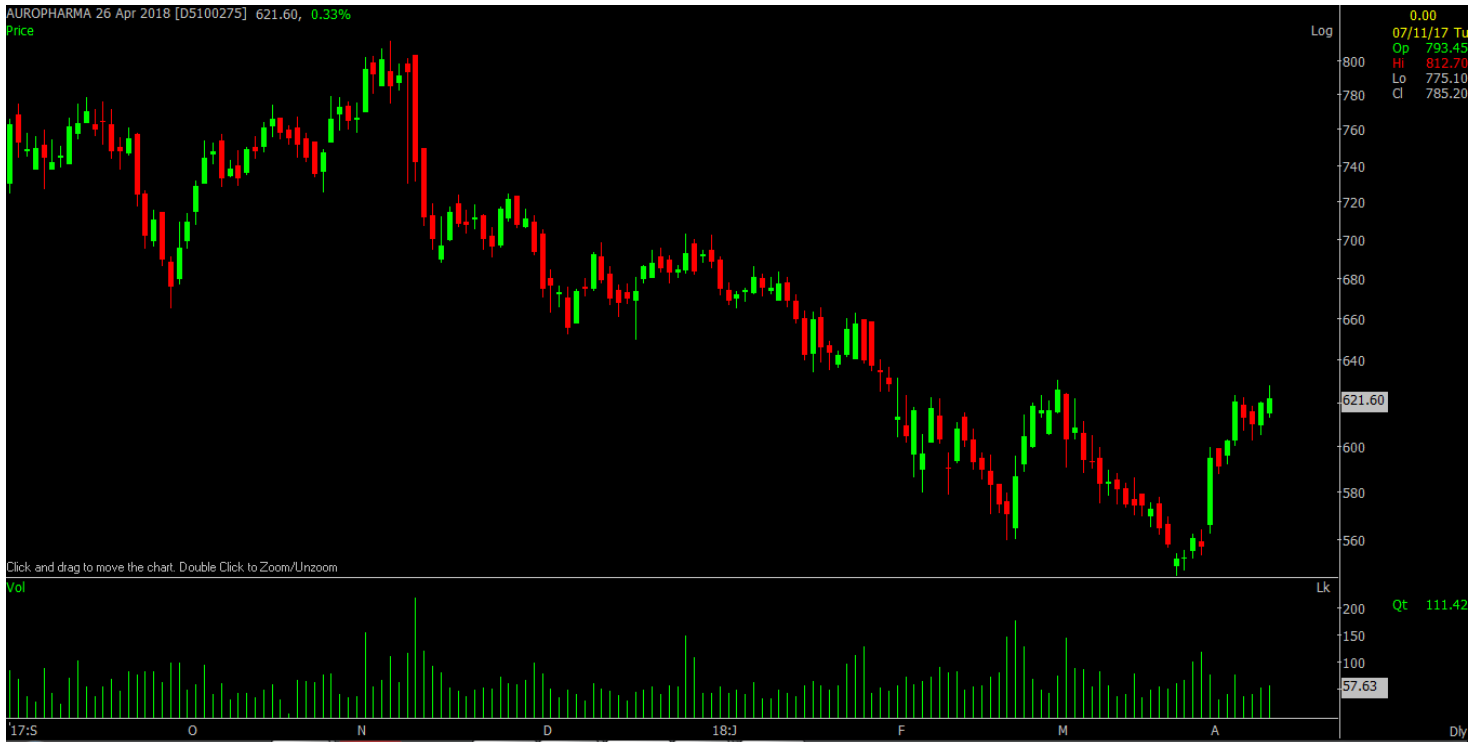 AUROPHARMA 26 Apr 2018 [D5100275] 621.60, 0.33%
Price
Log
0.00
07/11/17 Tu
Op 793.45
Hi 812.70
Lo 775.10
Cl 785.20
800
780
760
740
720
700
680
660
640
621.60
600
580
560
Click and drag to move the chart. Double Click to Zoom/Unzoom
Vol
Lk
200
Qt 111.42
150
100
57.63
'17:S O N D 18:J F M A Dly